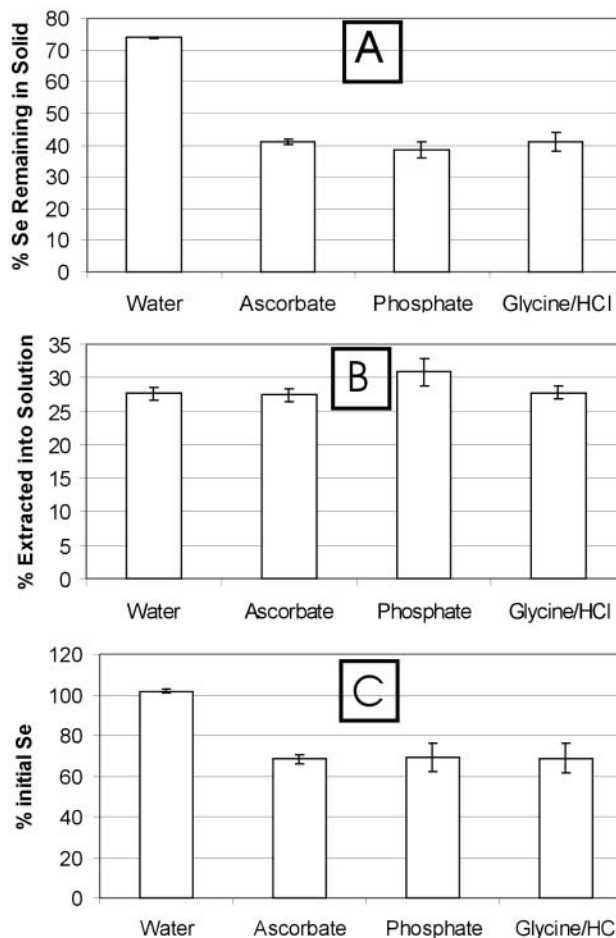 % Se Remaining in Solid
80
70
60
50
40
30
20
10
0
A
Water Ascorbate Phosphate Glycine/HCl
% Extracted into Solution
35
30
25
20
15
10
5
0
B
Water Ascorbate Phosphate Glycine/HCl
% initial Se
120
100
80
60
40
20
0
C
Water Ascorbate Phosphate Glycine/HC